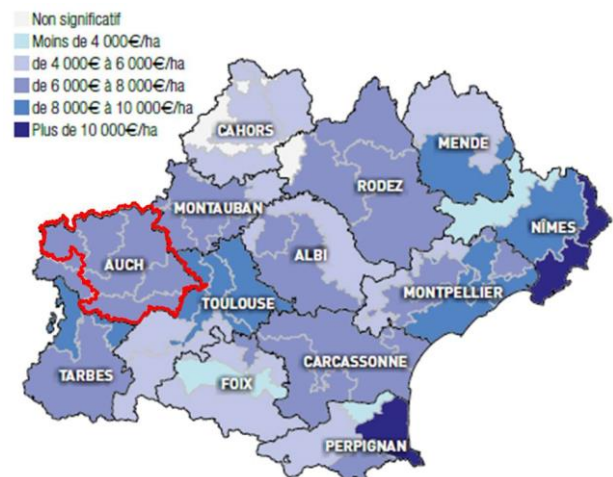 Non significatif
Moins de 4 000€/ha
de 4 000€ à 6 000€/ha
de 6 000€ à 8 000€/ha
de 8 000€ à 10 000€/ha
Plus de 10 000€/ha
CAHORS
MENDE
RODEZ
MONTAUBAN
NÎMES
ALBI
AUCH
MONTPELLIER
TOULOUSE
CARCASSONNE
TARBES
FOIX
PERPIGNAN